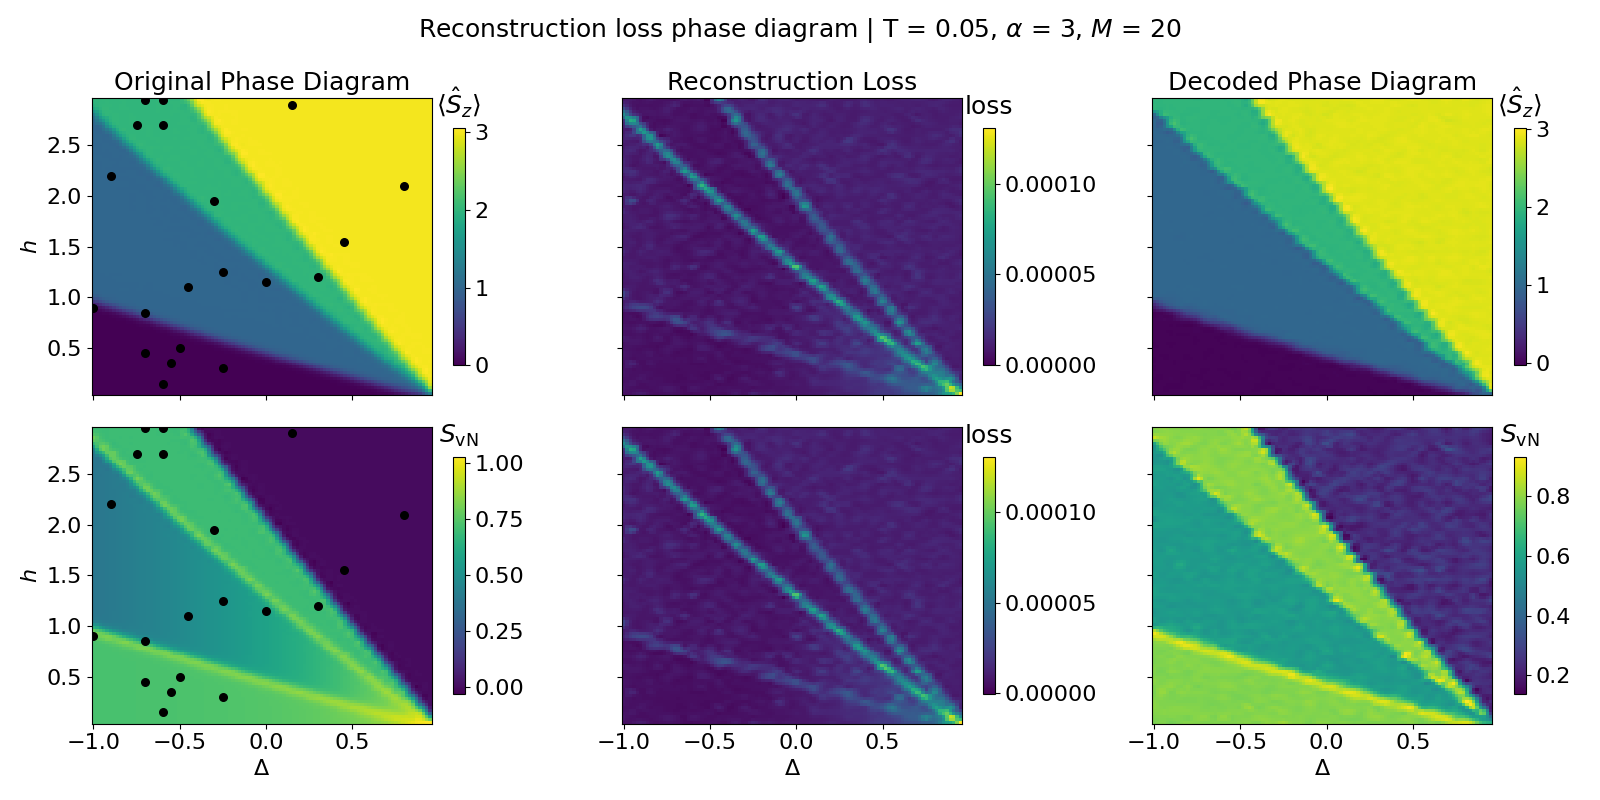 Reconstruction loss phase diagram | T = 0.05, α = 3, M = 20
Original Phase Diagram
Reconstruction Loss
Decoded Phase Diagram
⟨Ŝ_z⟩
loss
⟨Ŝ_z⟩
h
2.5
2.0
1.5
1.0
0.5
3
2
1
0
0.00010
0.00005
0.00000
3
2
1
0
S_vN
loss
S_vN
h
2.5
2.0
1.5
1.0
0.5
1.00
0.75
0.50
0.25
0.00
0.00010
0.00005
0.00000
0.8
0.6
0.4
0.2
−1.0 −0.5 0.0 0.5
−1.0 −0.5 0.0 0.5
−1.0 −0.5 0.0 0.5
Δ
Δ
Δ